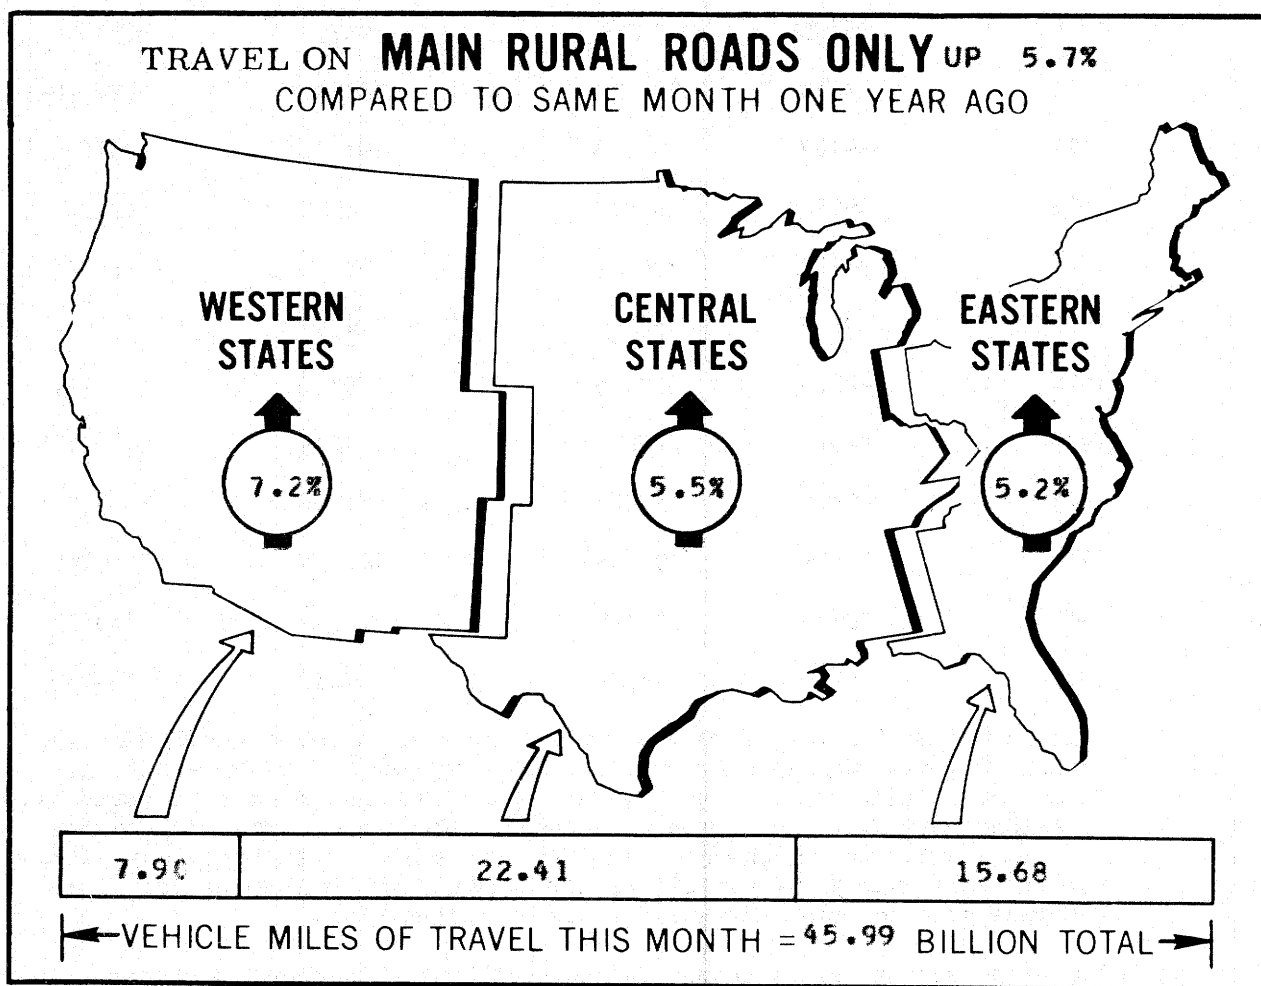 TRAVEL ON MAIN RURAL ROADS ONLY UP 5.7%
COMPARED TO SAME MONTH ONE YEAR AGO
WESTERN
STATES
CENTRAL
STATES
EASTERN
STATES
7.2%
5.5%
5.2%
7.90
22.41
15.68
VEHICLE MILES OF TRAVEL THIS MONTH = 45.99 BILLION TOTAL